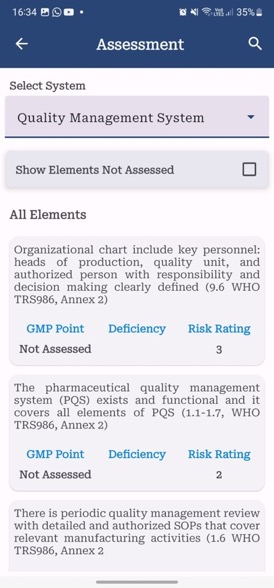 16:34
35%
Assessment
Select System
Quality Management System
Show Elements Not Assessed
All Elements
Organizational chart include key personnel:
heads of production, quality unit, and
authorized person with responsibility and
decision making clearly defined (9.6 WHO
TRS986, Annex 2)
GMP Point Deficiency Risk Rating
Not Assessed 3
The pharmaceutical quality management
system (PQS) exists and functional and it
covers all elements of PQS (1.1-1.7, WHO
TRS986, Annex 2)
GMP Point Deficiency Risk Rating
Not Assessed 2
There is periodic quality management review
with detailed and authorized SOPs that cover
relevant manufacturing activities (1.6 WHO
TRS986, Annex 2